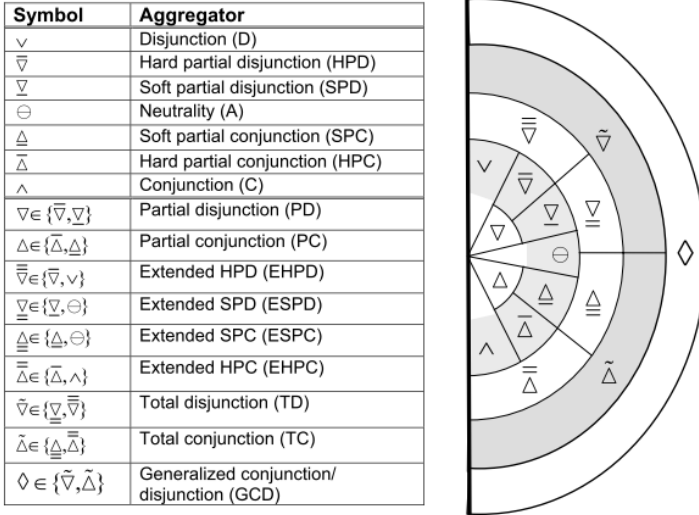 Symbol Aggregator
∨ Disjunction (D)
∇̅ Hard partial disjunction (HPD)
∇̲ Soft partial disjunction (SPD)
⊖ Neutrality (A)
Δ̲ Soft partial conjunction (SPC)
Δ̅ Hard partial conjunction (HPC)
∧ Conjunction (C)
∇∈{∇̅,∇̲} Partial disjunction (PD)
Δ∈{Δ̅,Δ̲} Partial conjunction (PC)
∇̿∈{∇̅,∨} Extended HPD (EHPD)
∇̳∈{∇̲,⊖} Extended SPD (ESPD)
Δ̳∈{Δ̲,⊖} Extended SPC (ESPC)
Δ̿∈{Δ̅,∧} Extended HPC (EHPC)
∇̃∈{∇̳,∇̿} Total disjunction (TD)
Δ̃∈{Δ̳,Δ̿} Total conjunction (TC)
◊∈{∇̃,Δ̃} Generalized conjunction/
disjunction (GCD)
∇̿ ∇̃
∨ ∇̅
∇̲ ∇̳
∇
⊖ ◊
Δ
Δ̲ Δ̳
Δ̅
∧
Δ̿ Δ̃